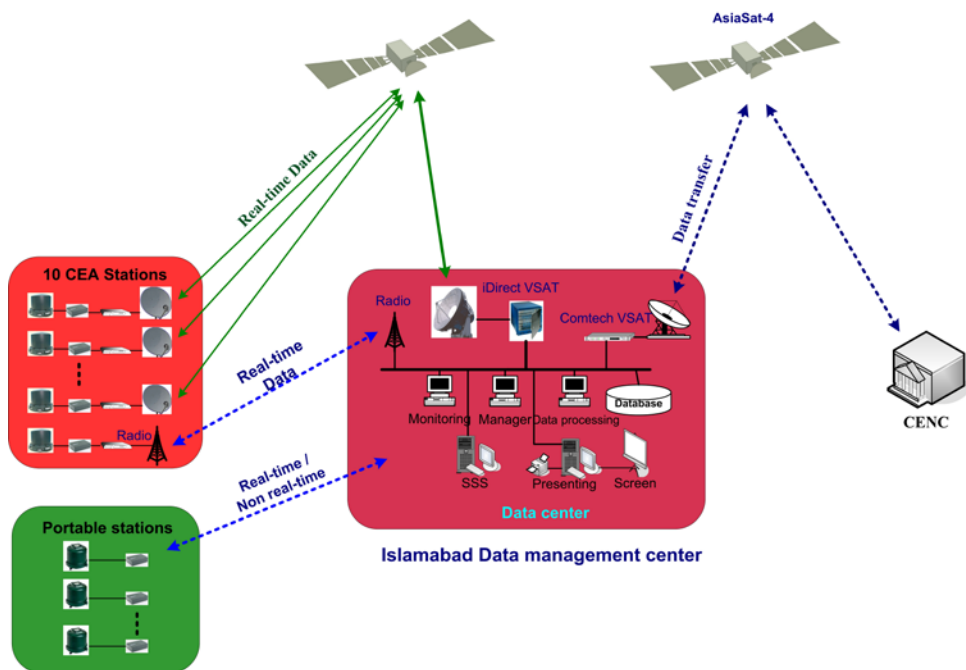 AsiaSat-4
Real-time Data
Data transfer
10 CEA Stations
Radio
Real-time
Data
Radio
iDirect VSAT
Comtech VSAT
Monitoring
Manager
Data processing
Database
SSS
Presenting
Screen
Data center
Islamabad Data management center
CENC
Real-time /
Non real-time
Portable stations